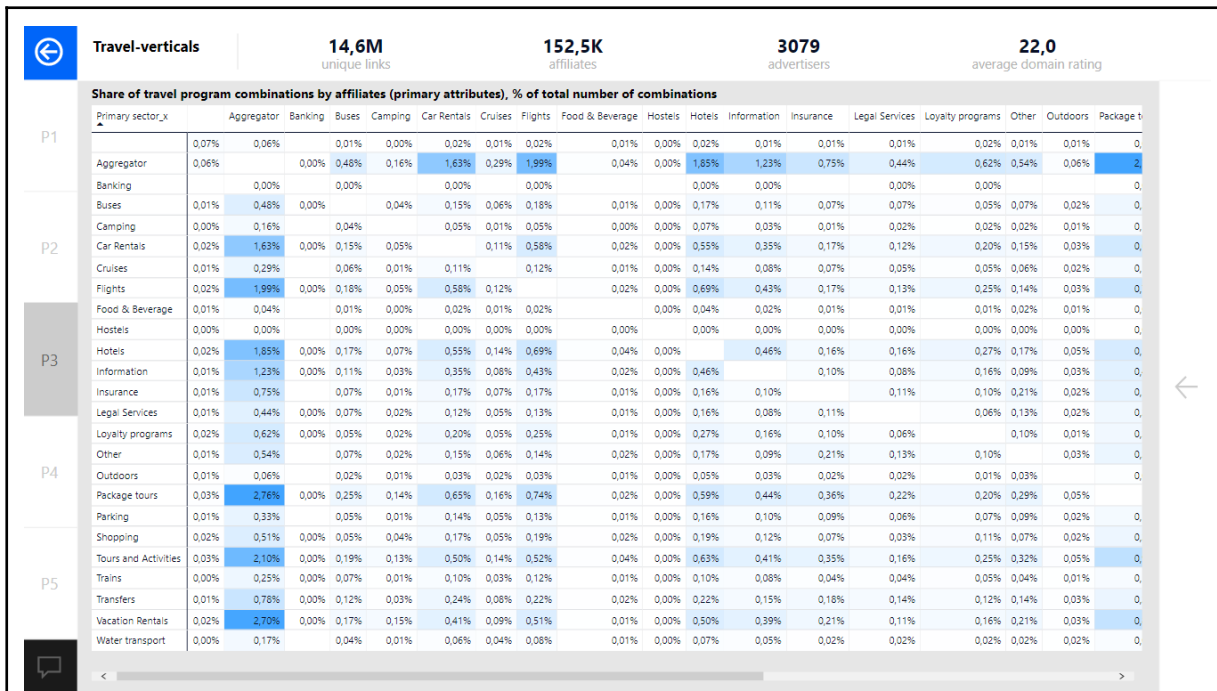 Travel-verticals
14,6M
unique links
152,5K
affiliates
3079
advertisers
22,0
average domain rating
P1
P2
P3
P4
P5
Share of travel program combinations by affiliates (primary attributes), % of total number of combinations
Primary sector_x Aggregator Banking Buses Camping Car Rentals Cruises Flights Food & Beverage Hostels Hotels Information Insurance Legal Services Loyalty programs Other Outdoors Package t
0,07% 0,06% 0,01% 0,00% 0,02% 0,01% 0,02% 0,01% 0,00% 0,02% 0,01% 0,01% 0,01% 0,02% 0,01% 0,01% 0,
Aggregator 0,06% 0,00% 0,48% 0,16% 1,63% 0,29% 1,99% 0,04% 0,00% 1,85% 1,23% 0,75% 0,44% 0,62% 0,54% 0,06% 2,
Banking 0,00% 0,00% 0,00% 0,00% 0,00% 0,00% 0,00% 0,00% 0,
Buses 0,01% 0,48% 0,00% 0,04% 0,15% 0,06% 0,18% 0,01% 0,00% 0,17% 0,11% 0,07% 0,07% 0,05% 0,07% 0,02% 0,
Camping 0,00% 0,16% 0,04% 0,05% 0,01% 0,05% 0,00% 0,00% 0,07% 0,03% 0,01% 0,02% 0,02% 0,02% 0,01% 0,
Car Rentals 0,02% 1,63% 0,00% 0,15% 0,05% 0,11% 0,58% 0,02% 0,00% 0,55% 0,35% 0,17% 0,12% 0,20% 0,15% 0,03% 0,
Cruises 0,01% 0,29% 0,06% 0,01% 0,11% 0,12% 0,01% 0,00% 0,14% 0,08% 0,07% 0,05% 0,05% 0,06% 0,02% 0,
Flights 0,02% 1,99% 0,00% 0,18% 0,05% 0,58% 0,12% 0,02% 0,00% 0,69% 0,43% 0,17% 0,13% 0,25% 0,14% 0,03% 0,
Food & Beverage 0,01% 0,04% 0,01% 0,00% 0,02% 0,01% 0,02% 0,00% 0,04% 0,02% 0,01% 0,01% 0,01% 0,02% 0,01% 0,
Hostels 0,00% 0,00% 0,00% 0,00% 0,00% 0,00% 0,00% 0,00% 0,00% 0,00% 0,00% 0,00% 0,00% 0,00% 0,00% 0,
Hotels 0,02% 1,85% 0,00% 0,17% 0,07% 0,55% 0,14% 0,69% 0,04% 0,00% 0,46% 0,16% 0,16% 0,27% 0,17% 0,05% 0,
Information 0,01% 1,23% 0,00% 0,11% 0,03% 0,35% 0,08% 0,43% 0,02% 0,00% 0,46% 0,10% 0,08% 0,16% 0,09% 0,03% 0,
Insurance 0,01% 0,75% 0,07% 0,01% 0,17% 0,07% 0,17% 0,01% 0,00% 0,16% 0,10% 0,11% 0,10% 0,21% 0,02% 0,
Legal Services 0,01% 0,44% 0,00% 0,07% 0,02% 0,12% 0,05% 0,13% 0,01% 0,00% 0,16% 0,08% 0,11% 0,06% 0,13% 0,02% 0,
Loyalty programs 0,02% 0,62% 0,00% 0,05% 0,02% 0,20% 0,05% 0,25% 0,01% 0,00% 0,27% 0,16% 0,10% 0,06% 0,10% 0,01% 0,
Other 0,01% 0,54% 0,07% 0,02% 0,15% 0,06% 0,14% 0,02% 0,00% 0,17% 0,09% 0,21% 0,13% 0,10% 0,03% 0,
Outdoors 0,01% 0,06% 0,02% 0,01% 0,03% 0,02% 0,03% 0,01% 0,00% 0,05% 0,03% 0,02% 0,02% 0,01% 0,03% 0,
Package tours 0,03% 2,76% 0,00% 0,25% 0,14% 0,65% 0,16% 0,74% 0,02% 0,00% 0,59% 0,44% 0,36% 0,22% 0,20% 0,29% 0,05%
Parking 0,01% 0,33% 0,05% 0,01% 0,14% 0,05% 0,13% 0,01% 0,00% 0,16% 0,10% 0,09% 0,06% 0,07% 0,09% 0,02% 0,
Shopping 0,02% 0,51% 0,00% 0,05% 0,04% 0,17% 0,05% 0,19% 0,02% 0,00% 0,19% 0,12% 0,07% 0,03% 0,11% 0,07% 0,02% 0,
Tours and Activities 0,03% 2,10% 0,00% 0,19% 0,13% 0,50% 0,14% 0,52% 0,04% 0,00% 0,63% 0,41% 0,35% 0,16% 0,25% 0,32% 0,05% 0,
Trains 0,00% 0,25% 0,00% 0,07% 0,01% 0,10% 0,03% 0,12% 0,01% 0,00% 0,10% 0,08% 0,04% 0,04% 0,05% 0,04% 0,01% 0,
Transfers 0,01% 0,78% 0,00% 0,12% 0,03% 0,24% 0,08% 0,22% 0,02% 0,00% 0,22% 0,15% 0,18% 0,14% 0,12% 0,14% 0,03% 0,
Vacation Rentals 0,02% 2,70% 0,00% 0,17% 0,15% 0,41% 0,09% 0,51% 0,01% 0,00% 0,50% 0,39% 0,21% 0,11% 0,16% 0,21% 0,03% 0,
Water transport 0,00% 0,17% 0,04% 0,01% 0,06% 0,04% 0,08% 0,01% 0,00% 0,07% 0,05% 0,02% 0,02% 0,02% 0,02% 0,02% 0,